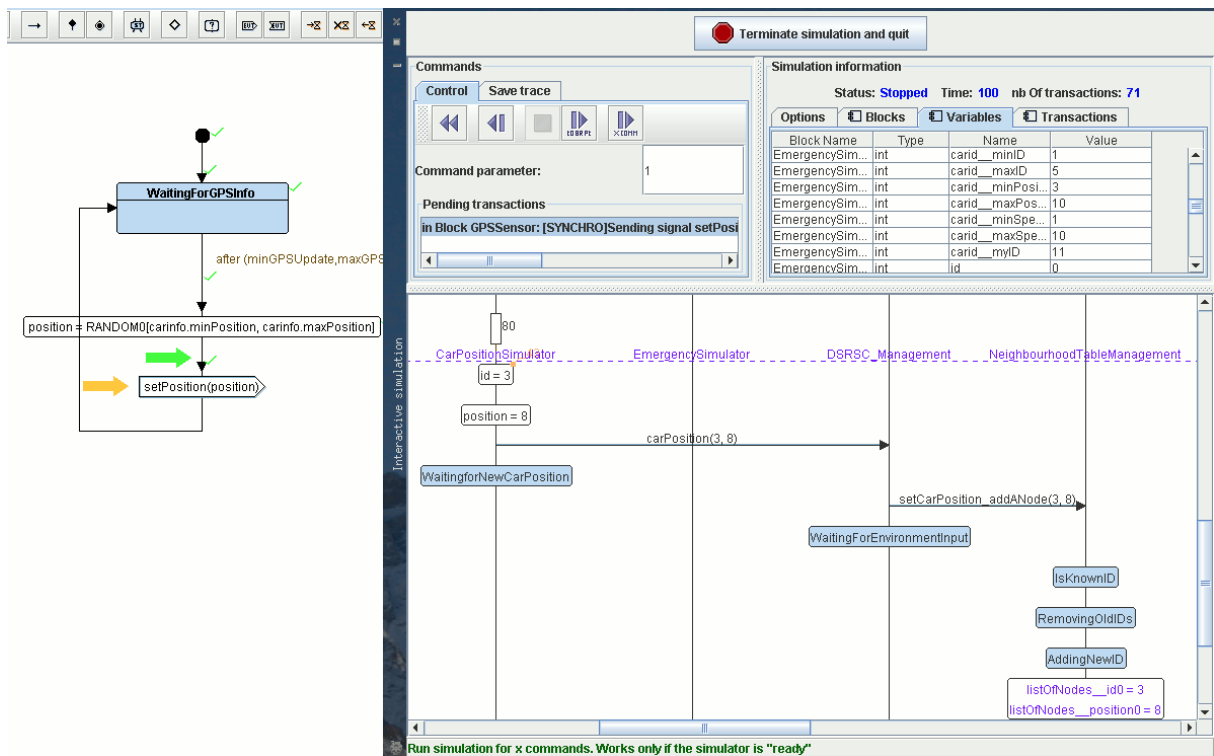 Terminate simulation and quit
Commands
Control Save trace
to BR Pt X COMM
Command parameter: 1
Pending transactions
in Block GPSSensor: [SYNCHRO]Sending signal setPosi
Simulation information
Status: Stopped Time: 100 nb Of transactions: 71
Options Blocks Variables Transactions
Block Name Type Name Value
EmergencySim... int carid__minID 1
EmergencySim... int carid__maxID 5
EmergencySim... int carid__minPosi... 3
EmergencySim... int carid__maxPos... 10
EmergencySim... int carid__minSpe... 1
EmergencySim... int carid__maxSpe... 10
EmergencySim... int carid__myID 11
EmergencySim... int id 0
WaitingForGPSInfo
after (minGPSUpdate,maxGPS
position = RANDOM0[carinfo.minPosition, carinfo.maxPosition]
setPosition(position)
Interactive simulation
80
CarPositionSimulator EmergencySimulator DSRSC_Management NeighbourhoodTableManagement
id = 3
position = 8
carPosition(3, 8)
WaitingforNewCarPosition
setCarPosition_addANode(3, 8)
WaitingForEnvironmentInput
IsKnownID
RemovingOldIDs
AddingNewID
listOfNodes__id0 = 3
listOfNodes__position0 = 8
Run simulation for x commands. Works only if the simulator is "ready"